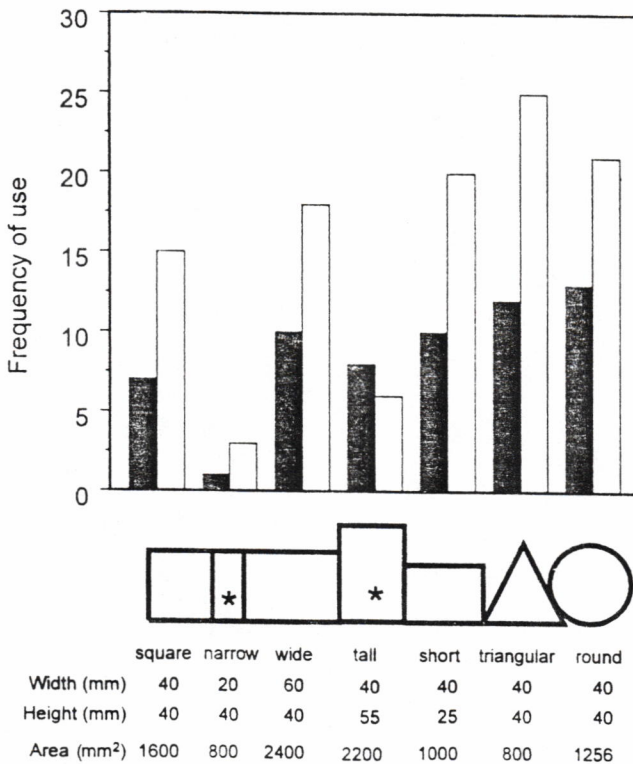 30
25
20
15
10
5
0
Frequency of use
* *
square narrow wide tall short triangular round
Width (mm) 40 20 60 40 40 40 40
Height (mm) 40 40 40 55 25 40 40
Area (mm²) 1600 800 2400 2200 1000 800 1256